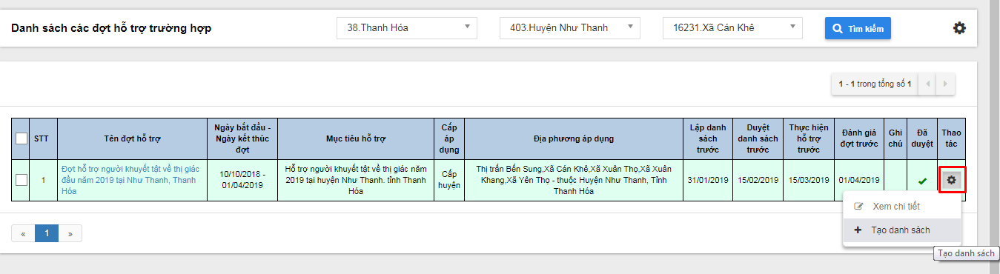 Danh sách các đợt hỗ trợ trường hợp
38.Thanh Hóa
403.Huyện Như Thanh
16231.Xã Cán Khê
Tìm kiếm
1 - 1 trong tổng số 1
STT
Tên đợt hỗ trợ
Ngày bắt đầu -
Ngày kết thúc
đợt
Mục tiêu hỗ trợ
Cấp
áp
dụng
Địa phương áp dụng
Lập danh
sách
trước
Duyệt
danh sách
trước
Thực hiện
hỗ trợ
trước
Đánh giá
đợt trước
Ghi
chú
Đã
duyệt
Thao
tác
1
Đợt hỗ trợ người khuyết tật về thị giác
đầu năm 2019 tại Như Thanh, Thanh
Hóa
10/10/2018 -
01/04/2019
Hỗ trợ người khuyết tật về thị giác năm
2019 tại huyện Như Thanh. tỉnh Thanh
Hóa
Cấp
huyện
Thị trấn Bến Sung,Xã Cán Khê,Xã Xuân Thọ,Xã Xuân
Khang,Xã Yên Thọ - thuộc Huyện Như Thanh, Tỉnh
Thanh Hóa
31/01/2019
15/02/2019
15/03/2019
01/04/2019
Xem chi tiết
Tạo danh sách
« 1 »
Tạo danh sách